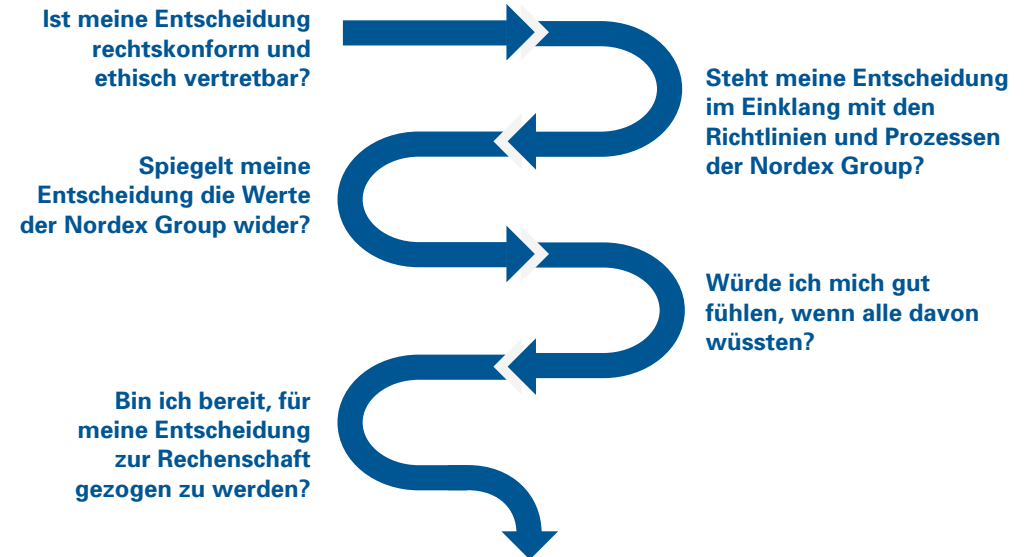 Ist meine Entscheidung
rechtskonform und
ethisch vertretbar?
Steht meine Entscheidung
im Einklang mit den
Richtlinien und Prozessen
der Nordex Group?
Spiegelt meine
Entscheidung die Werte
der Nordex Group wider?
Würde ich mich gut
fühlen, wenn alle davon
wüssten?
Bin ich bereit, für
meine Entscheidung
zur Rechenschaft
gezogen zu werden?